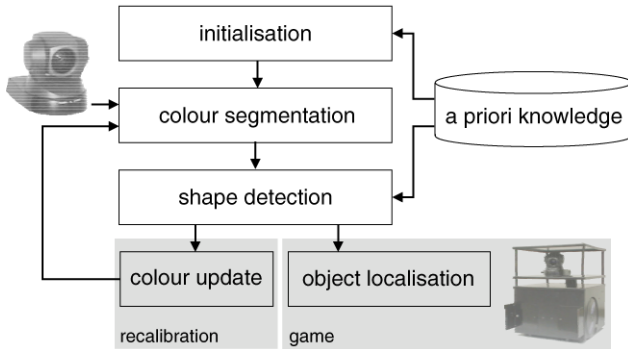 initialisation
colour segmentation
a priori knowledge
shape detection
colour update
object localisation
recalibration
game